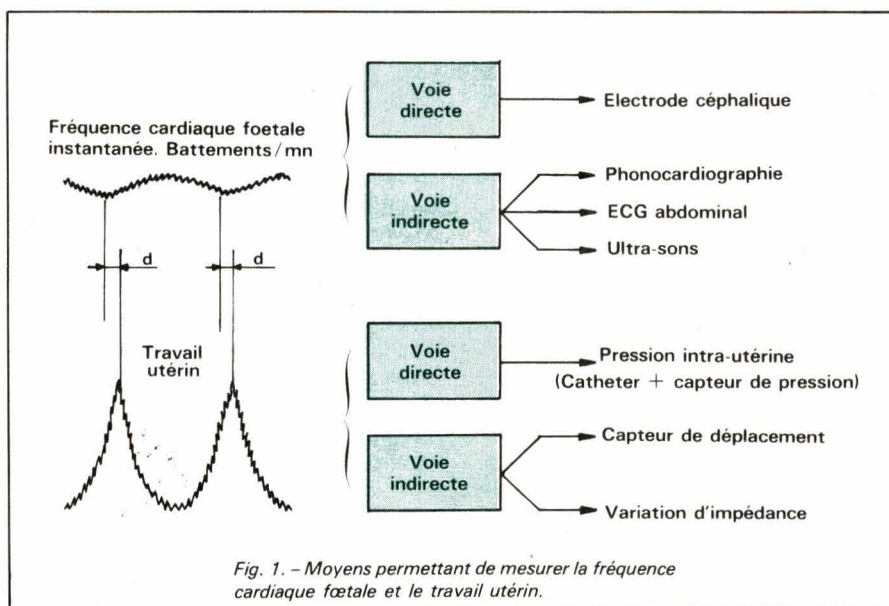 Fréquence cardiaque foetale
instantanée. Battements/mn
d
d
Travail
utérin
Voie
directe
Electrode céphalique
Voie
indirecte
Phonocardiographie
ECG abdominal
Ultra-sons
Voie
directe
Pression intra-utérine
(Catheter + capteur de pression)
Voie
indirecte
Capteur de déplacement
Variation d'impédance
Fig. 1. – Moyens permettant de mesurer la fréquence
cardiaque fœtale et le travail utérin.